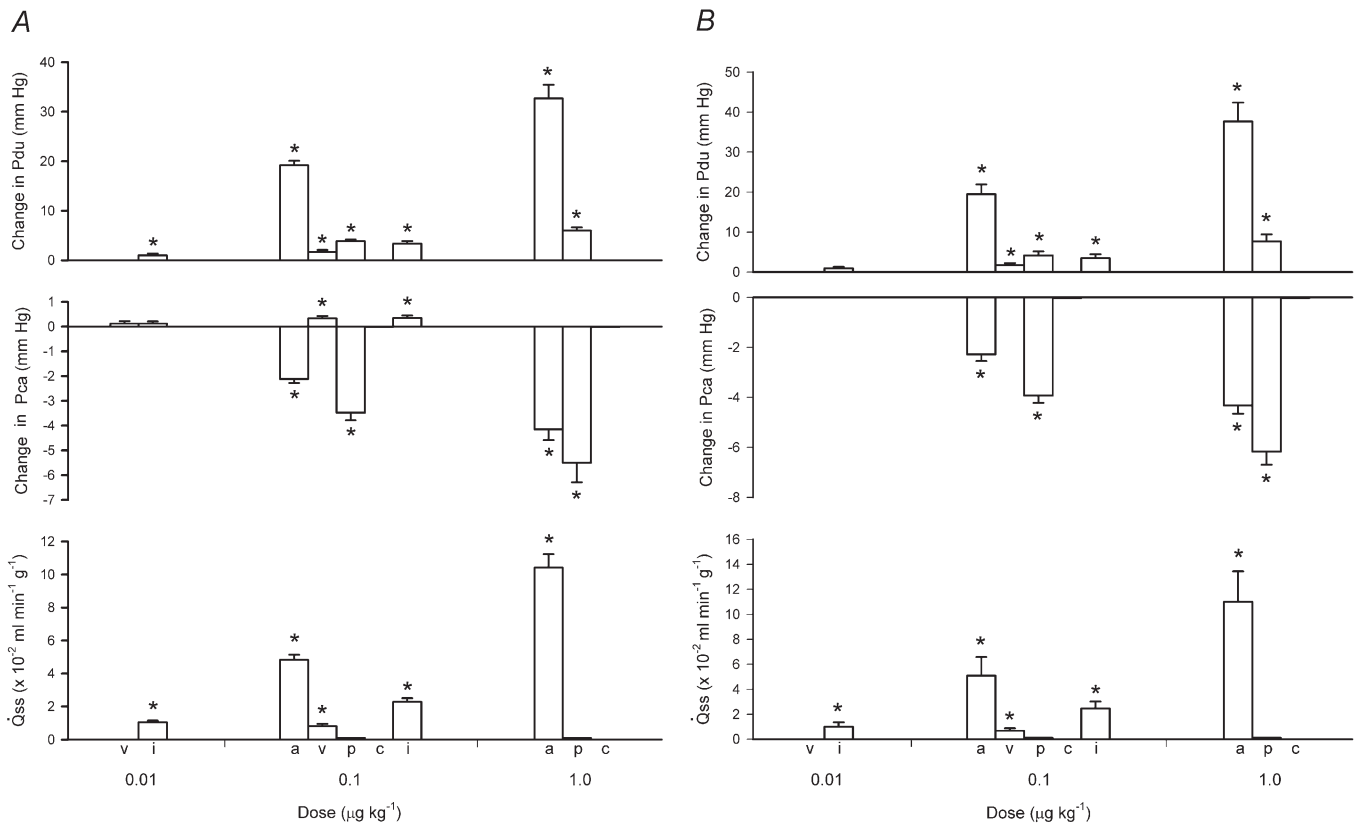 A
Change in Pdu (mm Hg)
40
30
20
10
0
* * * * * * *
Change in Pca (mm Hg)
1
0
-1
-2
-3
-4
-5
-6
-7
* * * * * *
Q̇ss (x 10⁻² ml min⁻¹ g⁻¹)
12
10
8
6
4
2
0
* * * * *
v i a v p c i a p c
0.01 0.1 1.0
Dose (µg kg⁻¹)
B
Change in Pdu (mm Hg)
50
40
30
20
10
0
* * * * * *
Change in Pca (mm Hg)
0
-2
-4
-6
-8
* * * *
Q̇ss (x 10⁻² ml min⁻¹ g⁻¹)
16
14
12
10
8
6
4
2
0
* * * * *
v i a v p c i a p c
0.01 0.1 1.0
Dose (µg kg⁻¹)